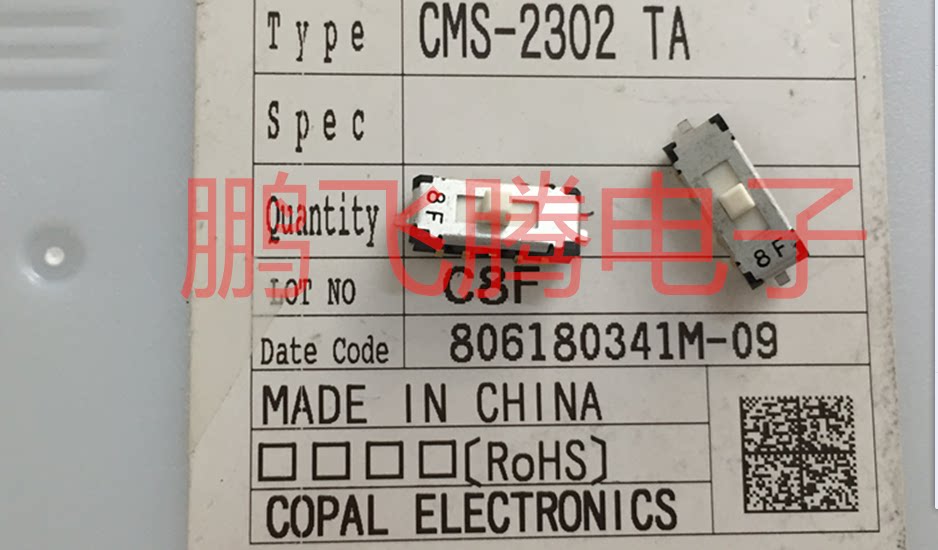 Type CMS-2302 TA
Spec
Quantity
鹏飞腾电子
8F
8F
LOT NO C8F
Date Code 806180341M-09
MADE IN CHINA
□□□□(RoHS)
COPAL ELECTRONICS